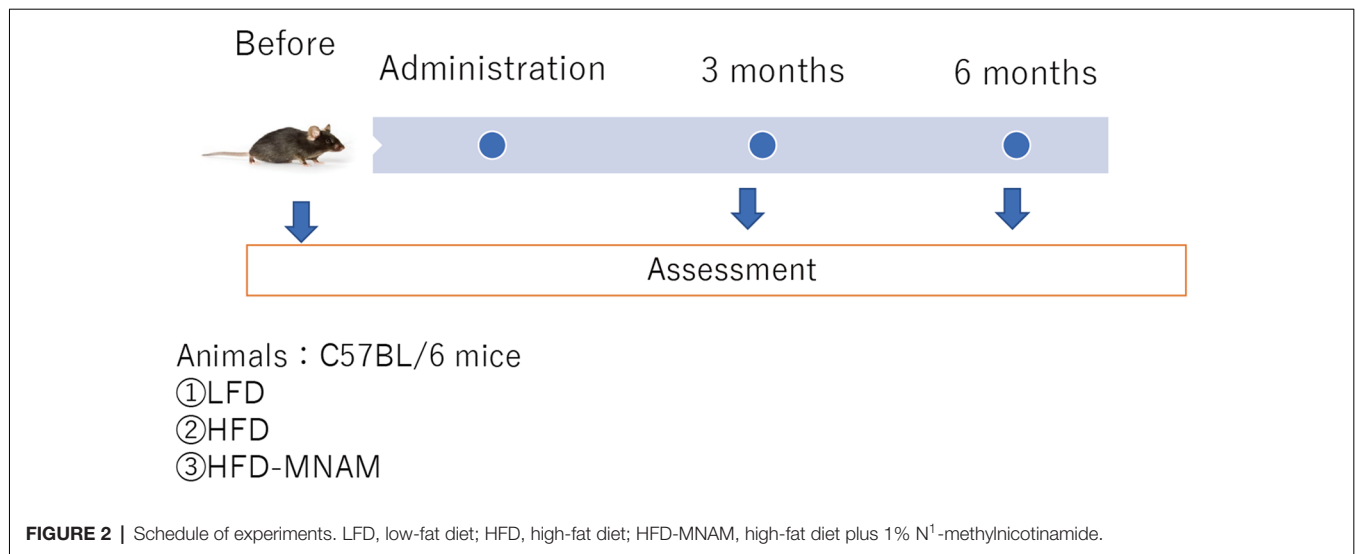 Before
Administration
3 months
6 months
Assessment
Animals：C57BL/6 mice
①LFD
②HFD
③HFD-MNAM
FIGURE 2 | Schedule of experiments. LFD, low-fat diet; HFD, high-fat diet; HFD-MNAM, high-fat diet plus 1% N¹-methylnicotinamide.